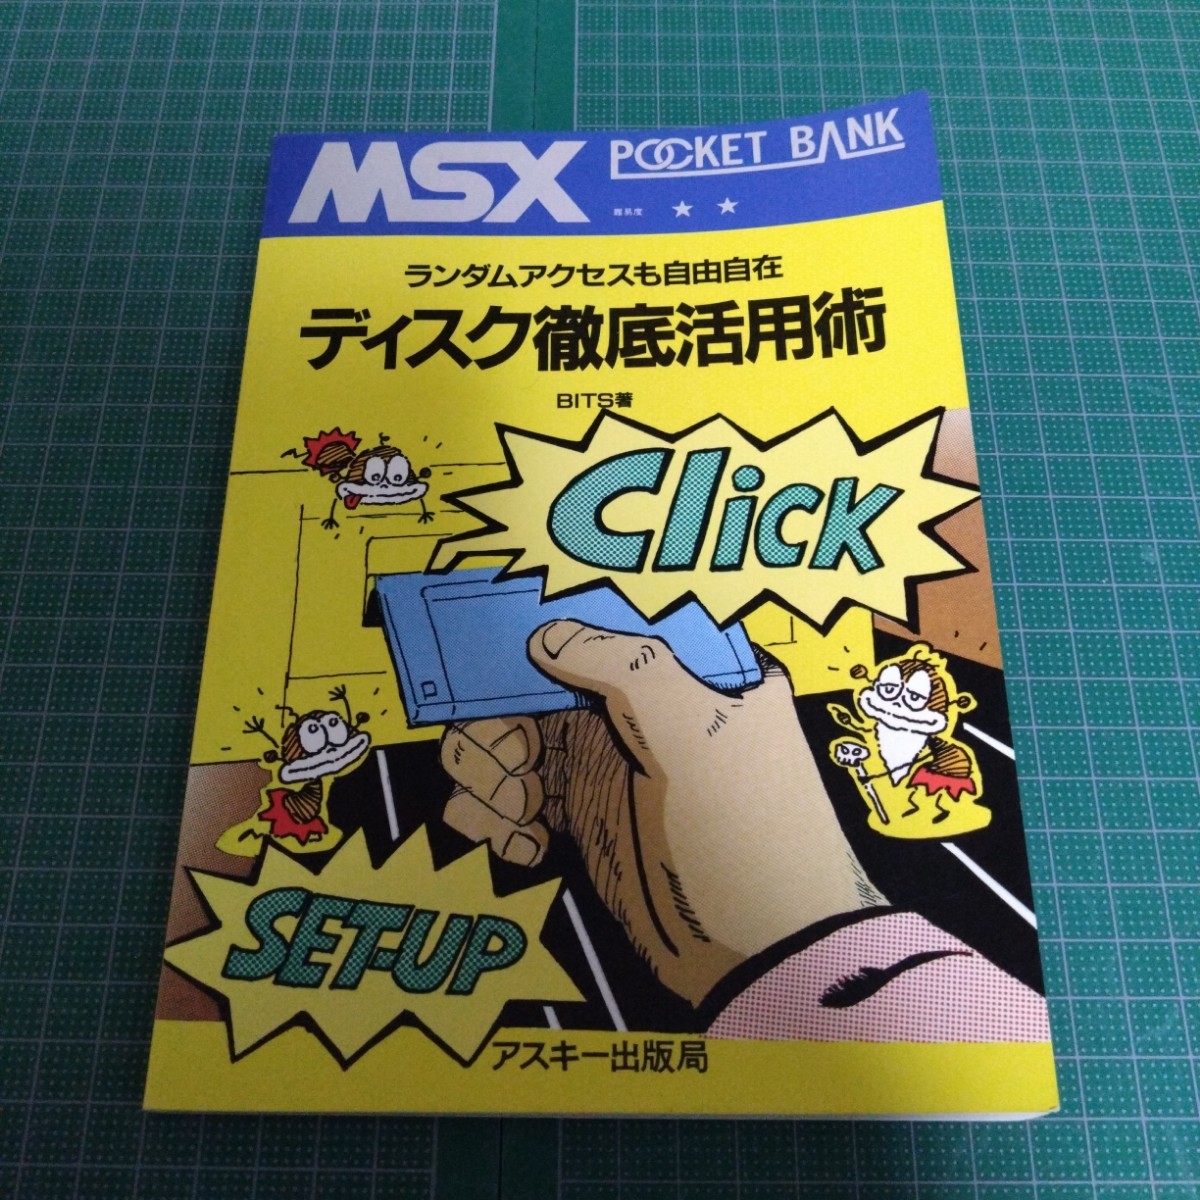 MSX POCKET BANK
難易度 ★ ★
ランダムアクセスも自由自在
ディスク徹底活用術
BITS著
Click
SET-UP
アスキー出版局